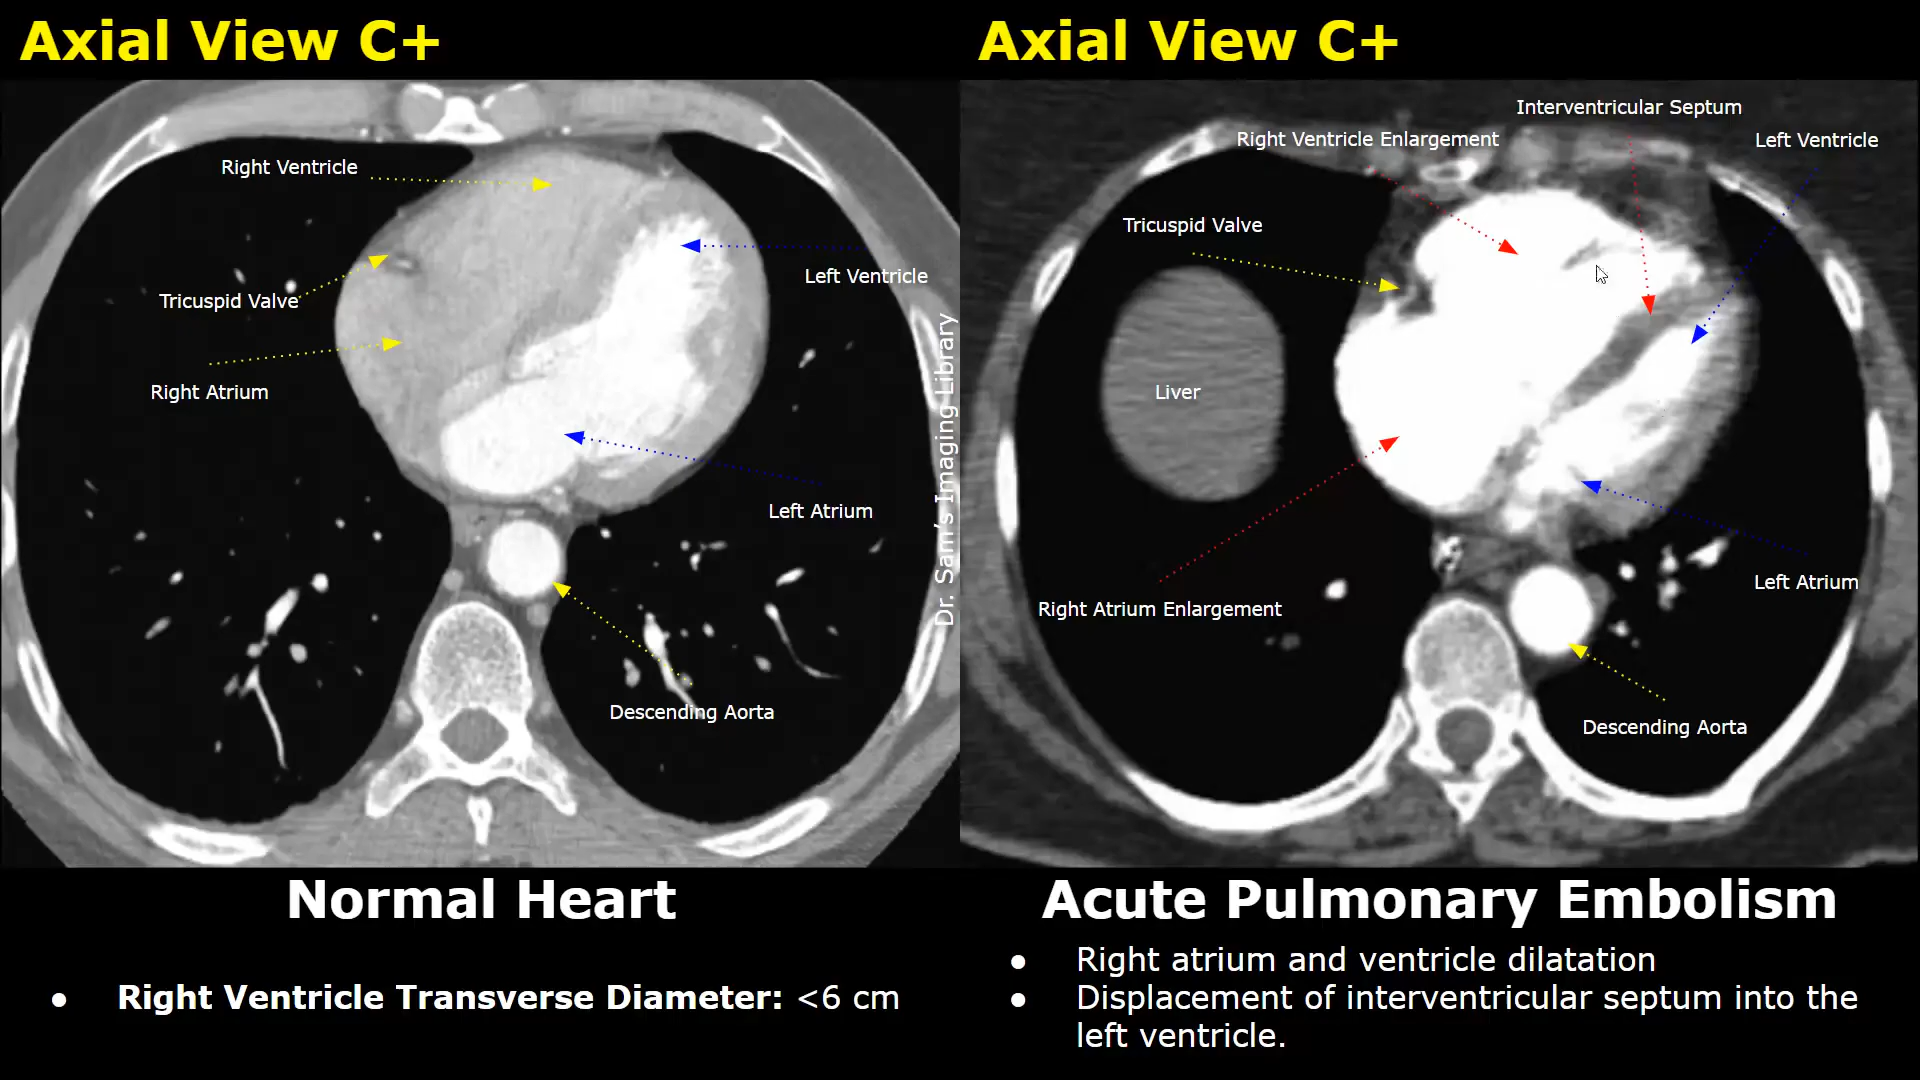 Axial View C+
Right Ventricle
Left Ventricle
Tricuspid Valve
Right Atrium
Left Atrium
Descending Aorta
Dr. Sam's Imaging Library
Normal Heart
● Right Ventricle Transverse Diameter: <6 cm
Axial View C+
Interventricular Septum
Right Ventricle Enlargement
Left Ventricle
Tricuspid Valve
Liver
Left Atrium
Right Atrium Enlargement
Descending Aorta
Acute Pulmonary Embolism
● Right atrium and ventricle dilatation
● Displacement of interventricular septum into the
left ventricle.